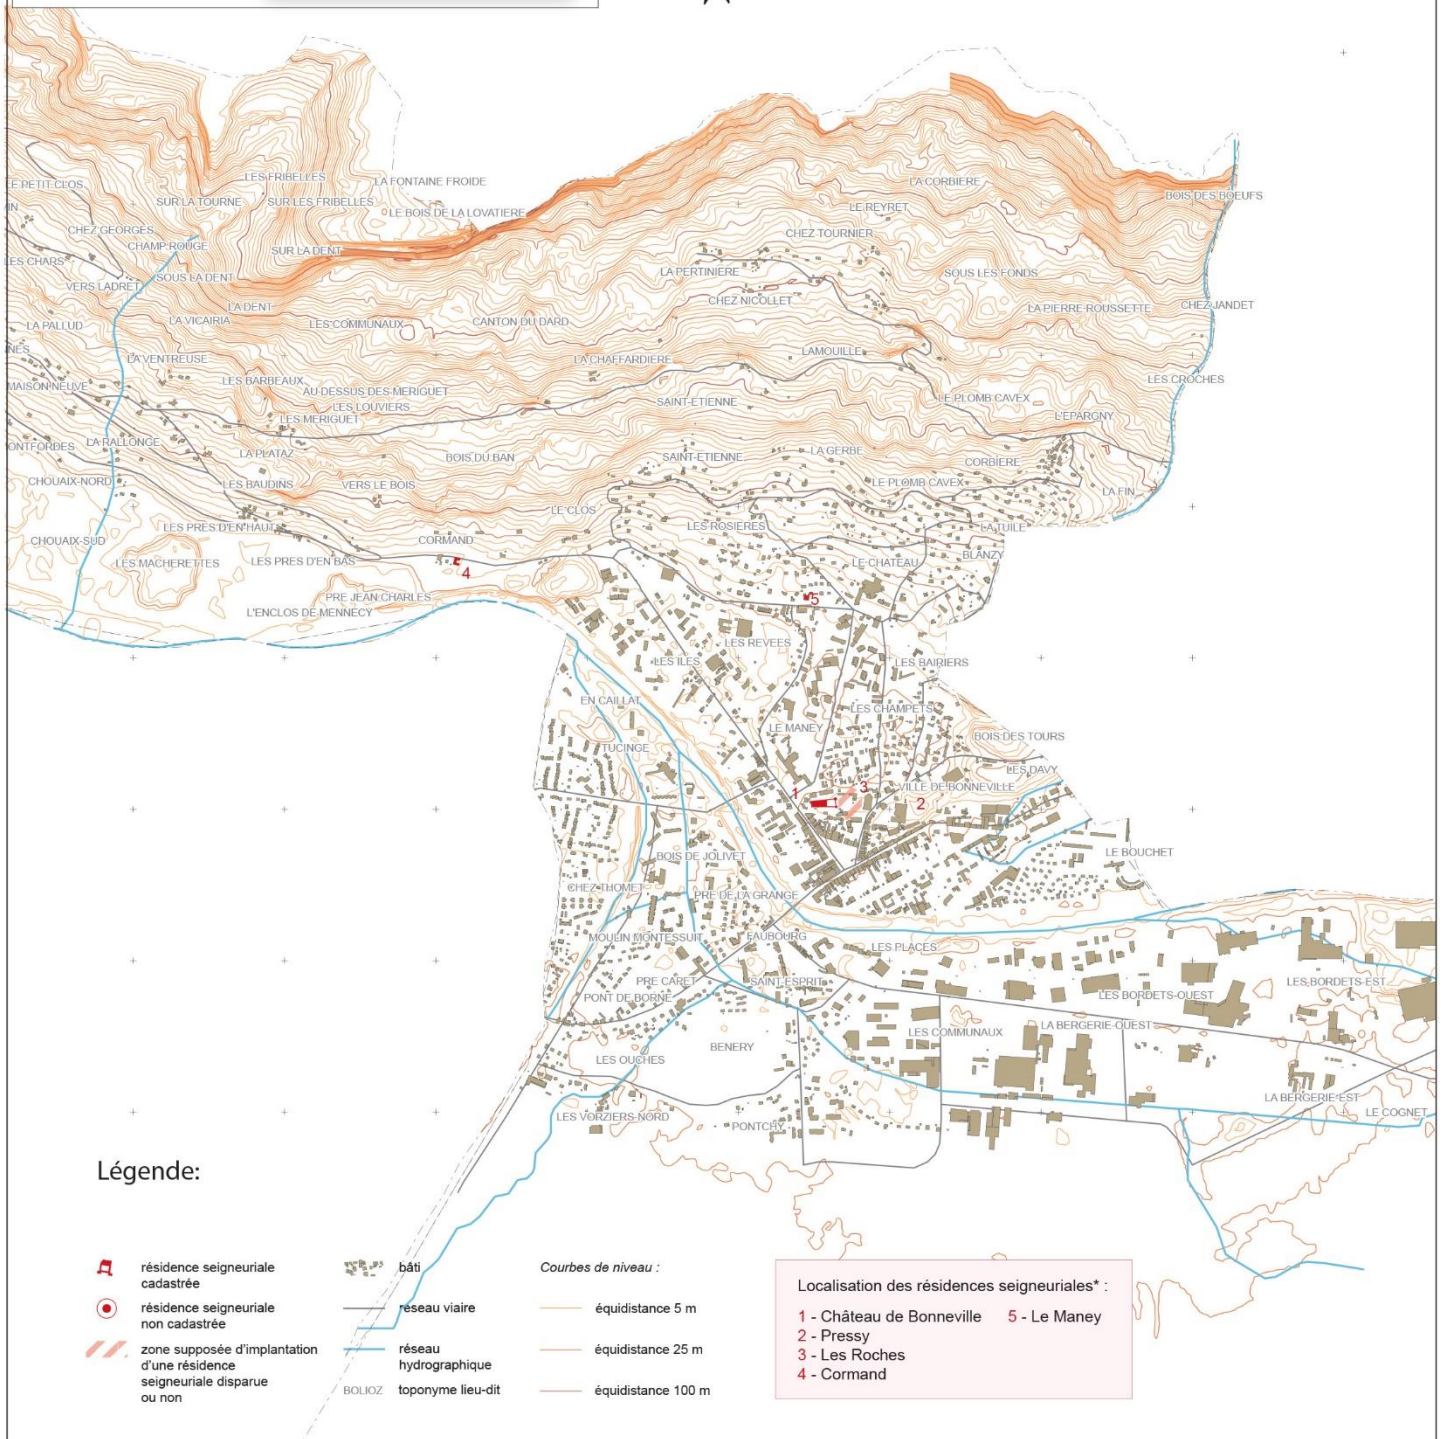 LES FRIBELLES
LA FONTAINE FROIDE
LA CORBIERE
LE PETIT CLOS
BOIS DES BOEUFS
SUR LA TOURNE
SUR LES FRIBELLES
LE REYRET
LE BOIS DE LA LOVATIERE
CHEZ GEORGES
CHEZ TOURNIER
CHAMP ROUGE
SUR LA DENT
LES CHARS
LA PERTINIERE
SOUS LES FONDS
SOUS LA DENT
VERS LADRET
CHEZ NICOLLET
LA DENT
LA PIERRE ROUSSETTE
CHEZ JANDET
LA VICAIRIA
LES COMMUNAUX
CANTON DU DARD
LA PALLUD
NES
LAMOUILLE
LA VENTREUSE
LA CHAFFARDIERE
LES BARBEAUX
LES CROCHES
MAISON NEUVE
AU DESSUS DES MERIGUET
LE PLOMB CAVEX
SAINT-ETIENNE
LES LOUVIERS
L'EPARGNY
LES MERIGUET
ONTFORDES
LA RALLONGE
LA GERBE
LA PLATAZ
BOIS DU BAN
SAINT-ETIENNE
CORBIERE
CHOUAIX-NORD
LES BAUDINS
VERS LE BOIS
LE PLOMB CAVEX
LA FIN
LE CLOS
LES PRES D'EN HAUT
LES ROSIERES
LA TUILE
CHOUAIX-SUD
CORMAND
BLANZY
LES MACHERETTES
LES PRES D'EN BAS
LE CHATEAU
4
PRE JEAN CHARLES
5
L'ENCLOS DE MENNECY
LES REVEES
LES ILES
LES BAIRIERS
EN CAILLAT
LES CHAMPETS
LE MANEY
BOIS DES TOURS
TUCINGE
LES DAVY
1
3
VILLE DE BONNEVILLE
2
LE BOUCHET
BOIS DE JOLIVET
CHEZ THOMET
PRE DE LA GRANGE
MOULIN MONTESSUIT
FAUBOURG
LES PLACES
PRE CARET
SAINT-ESPRIT
LES BORDETS-EST
PONT DE BORNE
LES BORDETS-OUEST
LES COMMUNAUX
LA BERGERIE-OUEST
BENERY
LES OUCHES
LA BERGERIE-EST
LE COGNET
LES VORZIERS-NORD
PONTCHY
Légende:
résidence seigneuriale
cadastrée
résidence seigneuriale
non cadastrée
zone supposée d'implantation
d'une résidence
seigneuriale disparue
ou non
bâti
réseau viaire
réseau
hydrographique
BOLIOZ toponyme lieu-dit
Courbes de niveau :
équidistance 5 m
équidistance 25 m
équidistance 100 m
Localisation des résidences seigneuriales* :
1 - Château de Bonneville 5 - Le Maney
2 - Pressy
3 - Les Roches
4 - Cormand